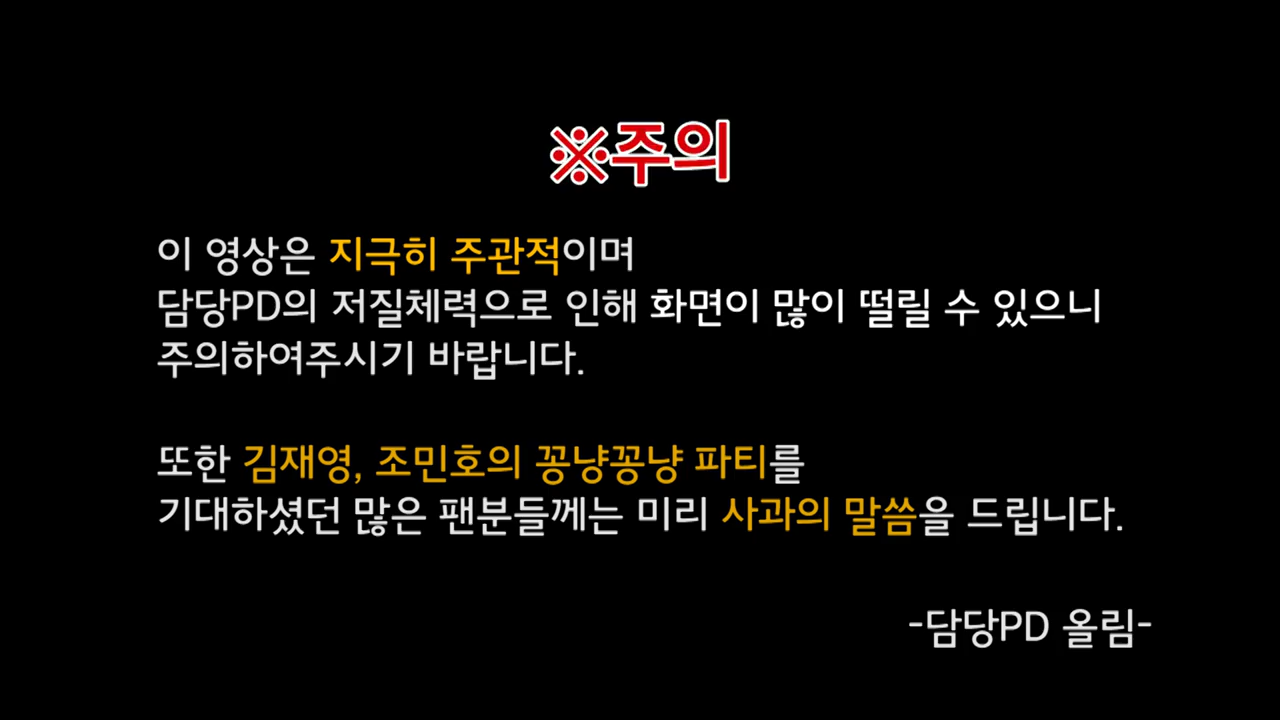 ※주의
이 영상은 지극히 주관적이며
담당PD의 저질체력으로 인해 화면이 많이 떨릴 수 있으니
주의하여주시기 바랍니다.
또한 김재영, 조민호의 꽁냥꽁냥 파티를
기대하셨던 많은 팬분들께는 미리 사과의 말씀을 드립니다.
-담당PD 올림-